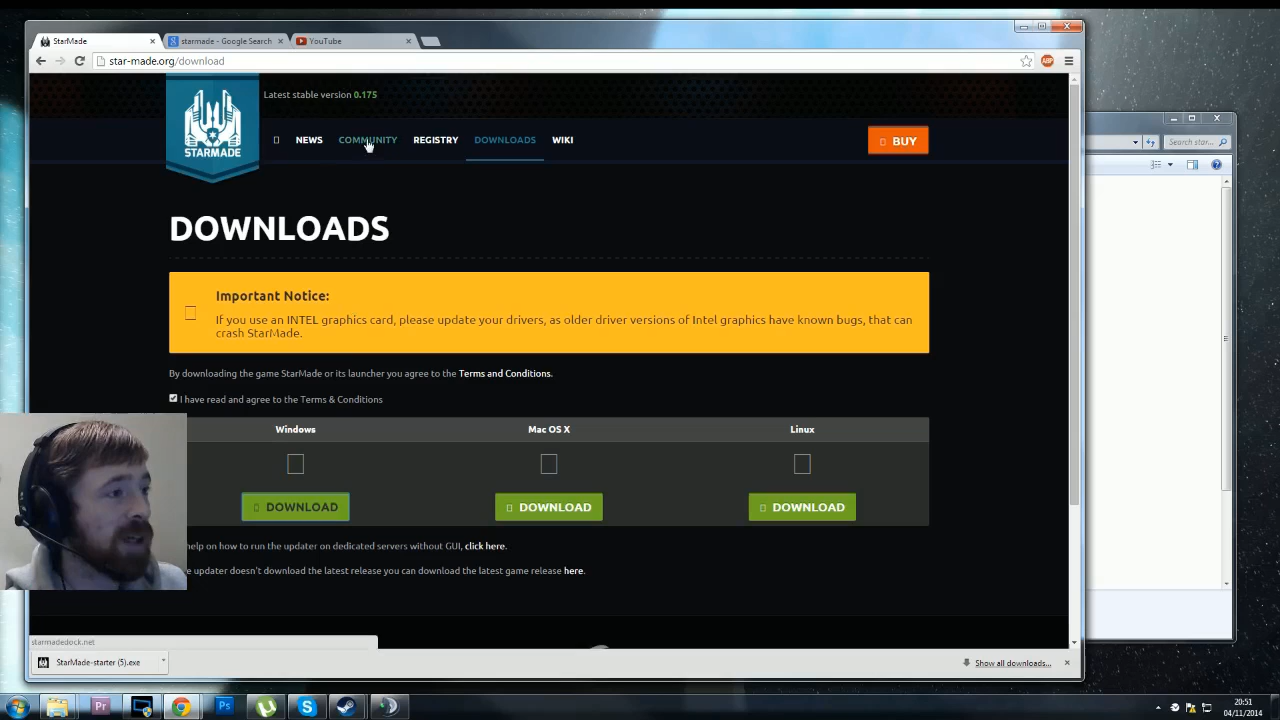 StarMade
starmade - Google Search
YouTube
star-made.org/download
ABP
Latest stable version 0.175
STARMADE
NEWS
COMMUNITY
REGISTRY
DOWNLOADS
WIKI
BUY
Search star...
DOWNLOADS
Important Notice:
If you use an INTEL graphics card, please update your drivers, as older driver versions of Intel graphics have known bugs, that can
crash StarMade.
By downloading the game StarMade or its launcher you agree to the Terms and Conditions.
I have read and agree to the Terms & Conditions
Windows
Mac OS X
Linux
DOWNLOAD
DOWNLOAD
DOWNLOAD
help on how to run the updater on dedicated servers without GUI, click here.
updater doesn't download the latest release you can download the latest game release here.
starmadedock.net
StarMade-starter (5).exe
Show all downloads...
Pr
Ps
20:51
04/11/2014